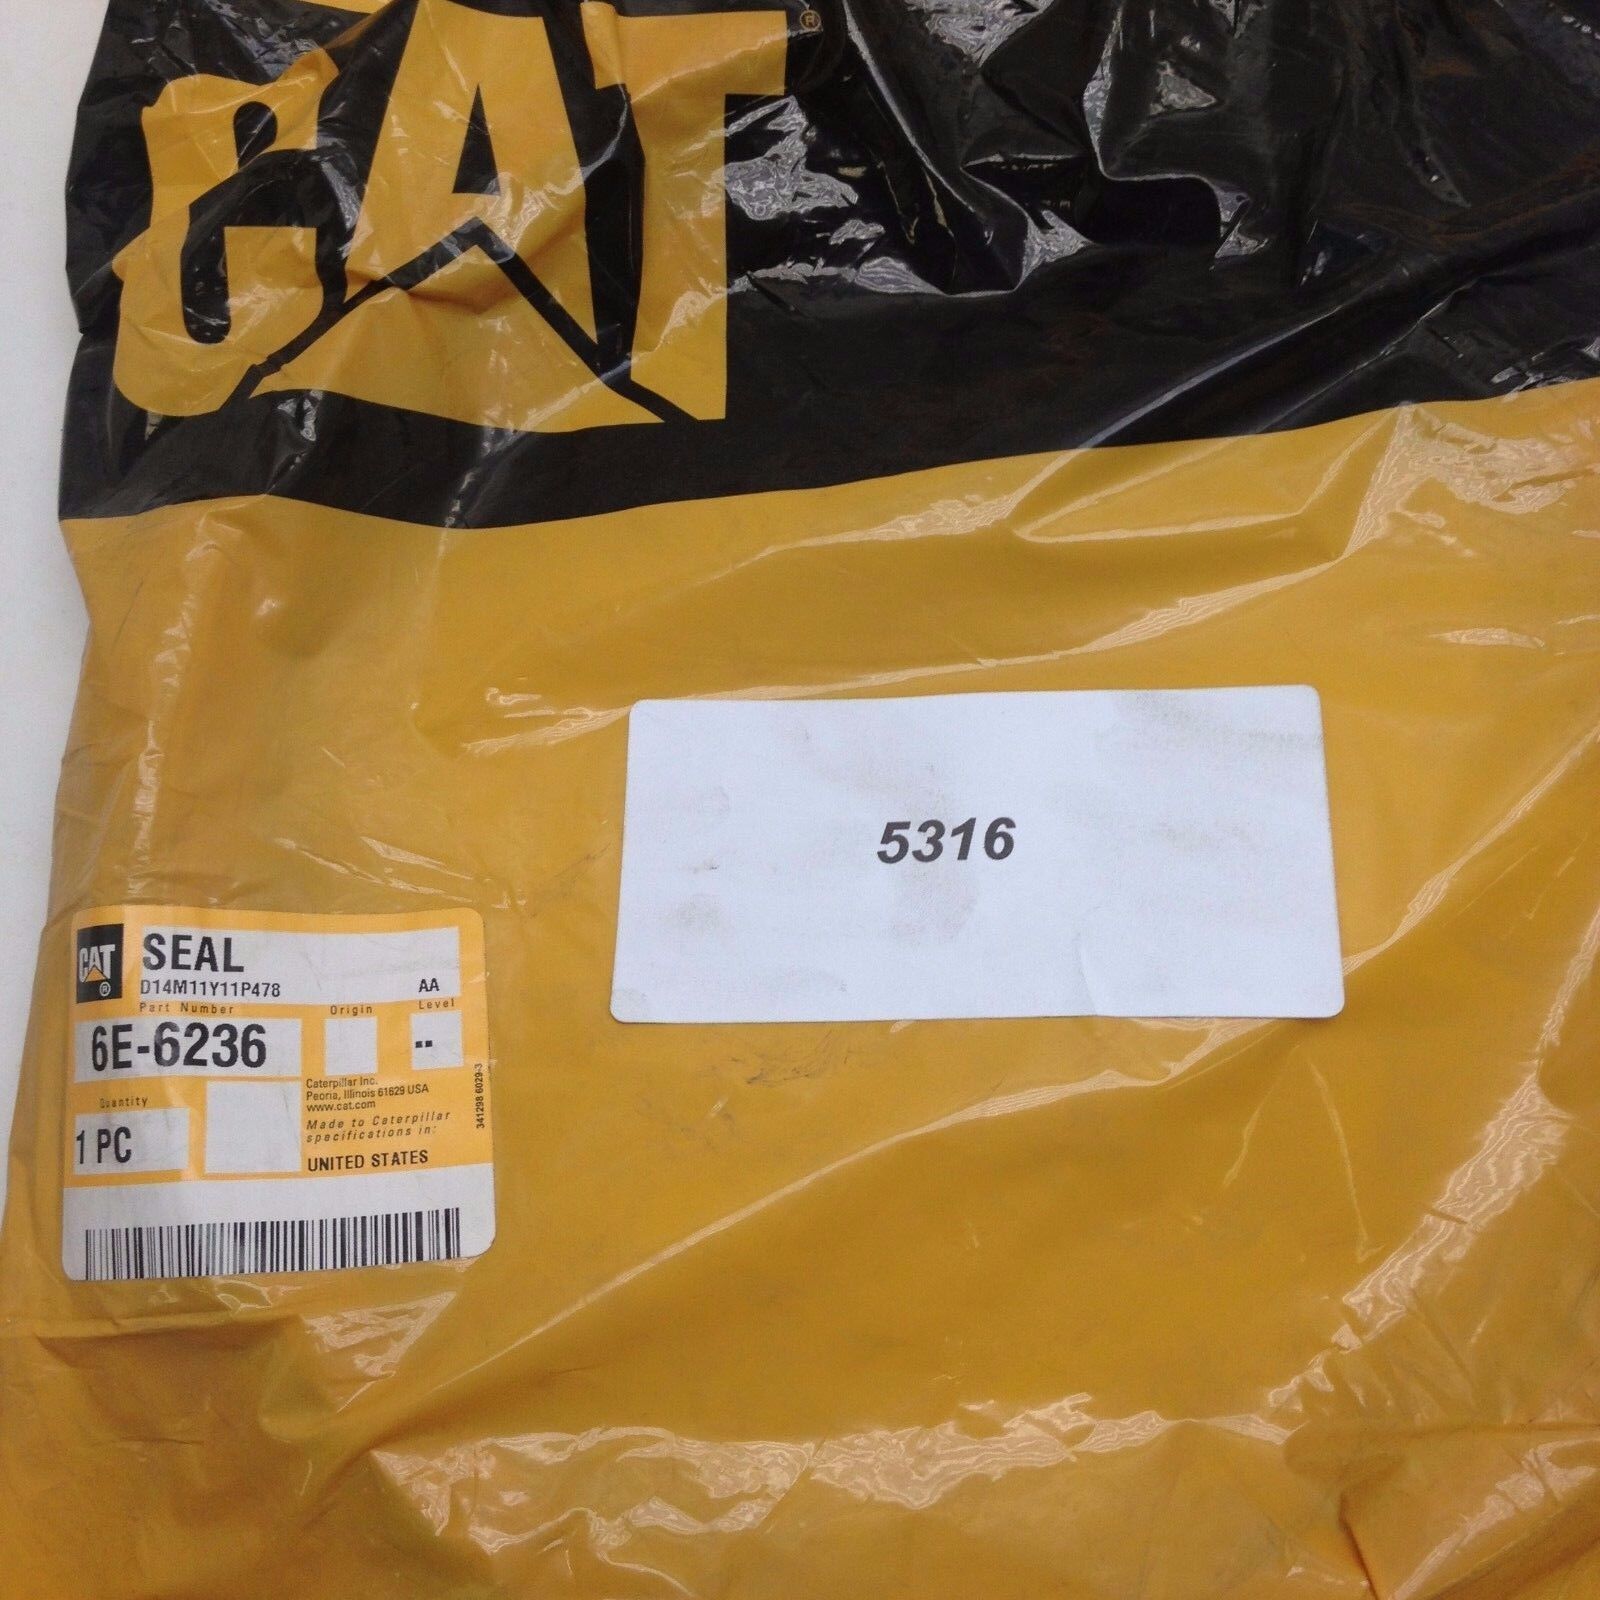 CAT ®
5316
CAT ®
SEAL
D14M11Y11P478 AA
Part Number Origin Level
6E-6236 --
Caterpillar Inc.
Peoria, Illinois 61629 USA
www.cat.com
Quantity
Made to Caterpillar
specifications in:
1 PC
UNITED STATES
341298 6029-3